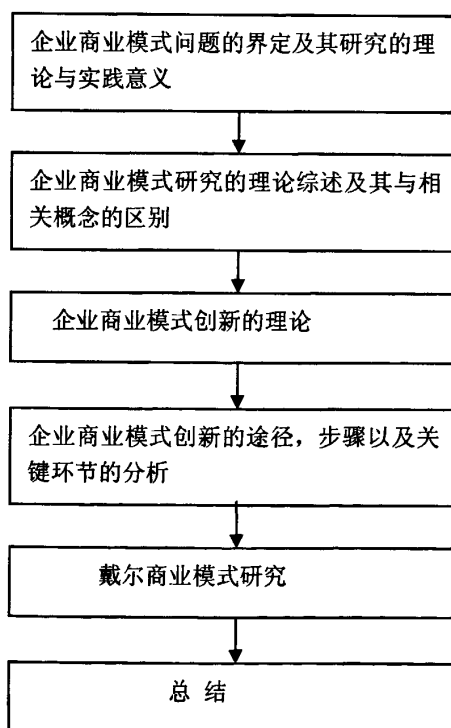 企业商业模式问题的界定及其研究的理
论与实践意义
企业商业模式研究的理论综述及其与相
关概念的区别
企业商业模式创新的理论
企业商业模式创新的途径，步骤以及关
键环节的分析
戴尔商业模式研究
总 结